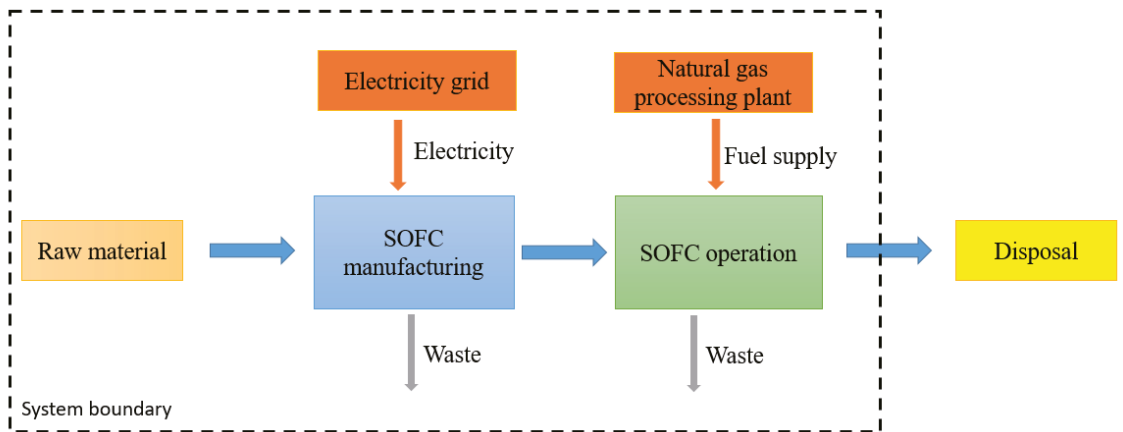 Electricity grid
Natural gas
processing plant
Electricity
Fuel supply
Raw material
SOFC
manufacturing
SOFC operation
Disposal
Waste
Waste
System boundary